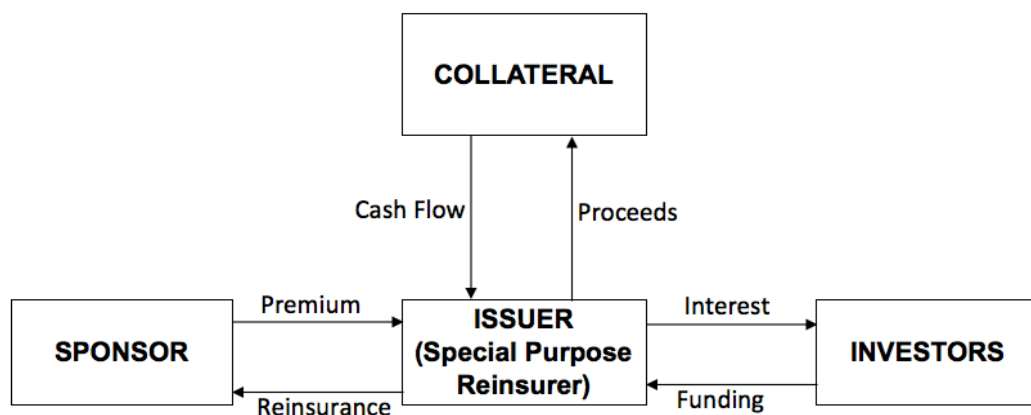 COLLATERAL
Cash Flow
Proceeds
Premium
Interest
SPONSOR
ISSUER
(Special Purpose
Reinsurer)
INVESTORS
Reinsurance
Funding